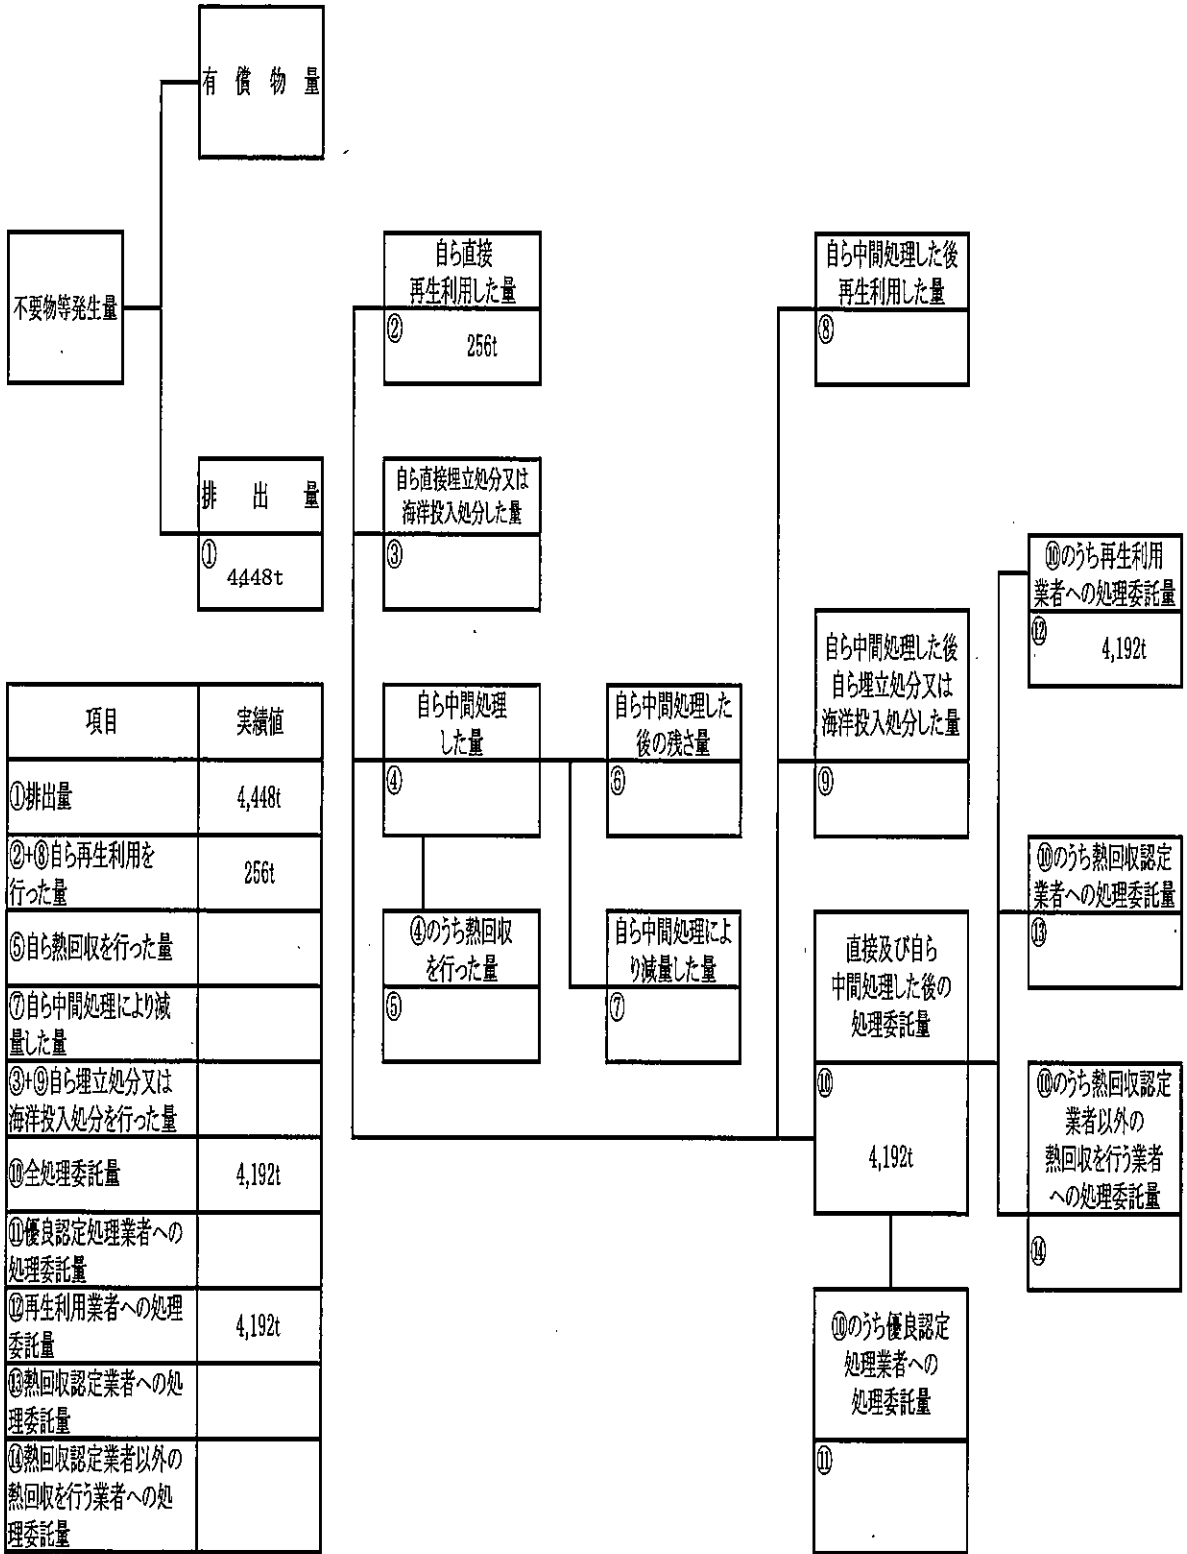 有償物量
不要物等発生量
排出量
①
4,448t
自ら直接
再生利用した量
②
256t
自ら直接埋立処分又は
海洋投入処分した量
③
自ら中間処理
した量
④
④のうち熱回収
を行った量
⑤
自ら中間処理した
後の残さ量
⑥
自ら中間処理によ
り減量した量
⑦
自ら中間処理した後
再生利用した量
⑧
自ら中間処理した後
自ら埋立処分又は
海洋投入処分した量
⑨
直接及び自ら
中間処理した後の
処理委託量
⑩
4,192t
⑩のうち優良認定
処理業者への
処理委託量
⑪
⑩のうち再生利用
業者への処理委託量
⑫
4,192t
⑩のうち熱回収認定
業者への処理委託量
⑬
⑩のうち熱回収認定
業者以外の
熱回収を行う業者
への処理委託量
⑭
項目 実績値
①排出量 4,448t
②+⑧自ら再生利用を
行った量
256t
⑤自ら熱回収を行った量
⑦自ら中間処理により減
量した量
③+⑨自ら埋立処分又は
海洋投入処分を行った量
⑩全処理委託量 4,192t
⑪優良認定処理業者への
処理委託量
⑫再生利用業者への処理
委託量
4,192t
⑬熱回収認定業者への処
理委託量
⑭熱回収認定業者以外の
熱回収を行う業者への処
理委託量